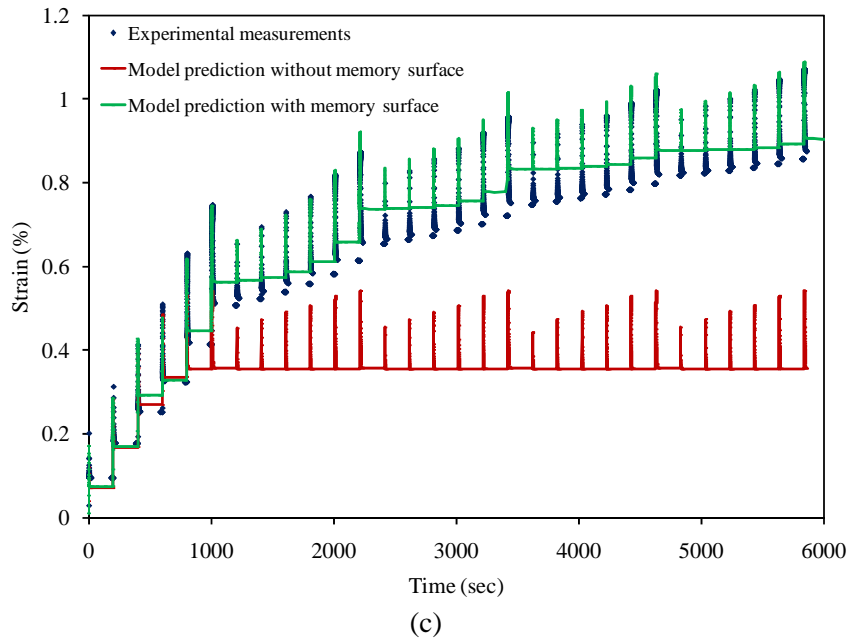 1.2
Experimental measurements
Model prediction without memory surface
1
Model prediction with memory surface
0.8
0.6
Strain (%)
0.4
0.2
0
0 1000 2000 3000 4000 5000 6000
Time (sec)
(c)